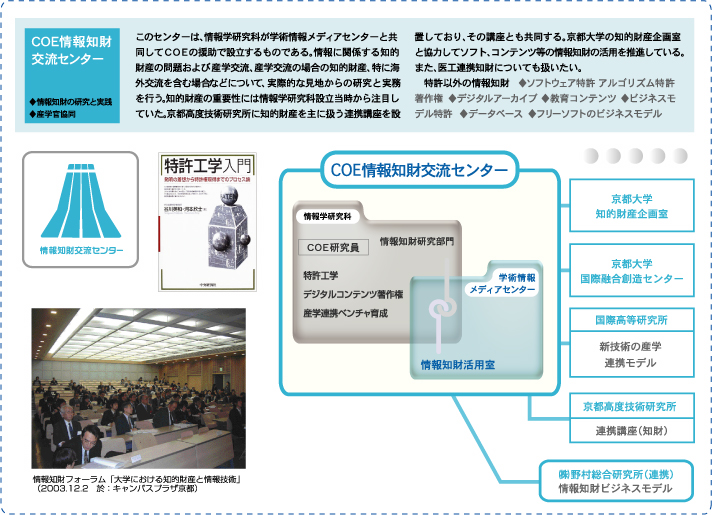 COE情報知財
交流センター
◆情報知財の研究と実践
◆産学官協同
このセンターは、情報学研究科が学術情報メディアセンターと共
同してCOEの援助で設立するものである。情報に関係する知的
財産の問題および産学交流、産学交流の場合の知的財産、特に海
外交流を含む場合などについて、実際的な見地からの研究と実務
を行う。知的財産の重要性には情報学研究科設立当時から注目し
ていた。京都高度技術研究所に知的財産を主に扱う連携講座を設
置しており、その講座とも共同する。京都大学の知的財産企画室
と協力してソフト、コンテンツ等の情報知財の活用を推進している。
また、医工連携知財についても扱いたい。
特許以外の情報知財 ◆ソフトウェア特許 アルゴリズム特許
著作権 ◆デジタルアーカイブ ◆教育コンテンツ ◆ビジネスモ
デル特許 ◆データベース ◆フリーソフトのビジネスモデル
情報知財交流センター
特許工学入門
発明の着想から特許権取得までのプロセス論
中央経済社
COE情報知財交流センター
情報学研究科
COE研究員
情報知財研究部門
特許工学
デジタルコンテンツ著作権
産学連携ベンチャ育成
学術情報
メディアセンター
情報知財活用室
京都大学
知的財産企画室
京都大学
国際融合創造センター
国際高等研究所
新技術の産学
連携モデル
京都高度技術研究所
連携講座(知財)
㈱野村総合研究所(連携)
情報知財ビジネスモデル
情報知財フォーラム「大学における知的財産と情報技術」
(2003.12.2 於:キャンパスプラザ京都)